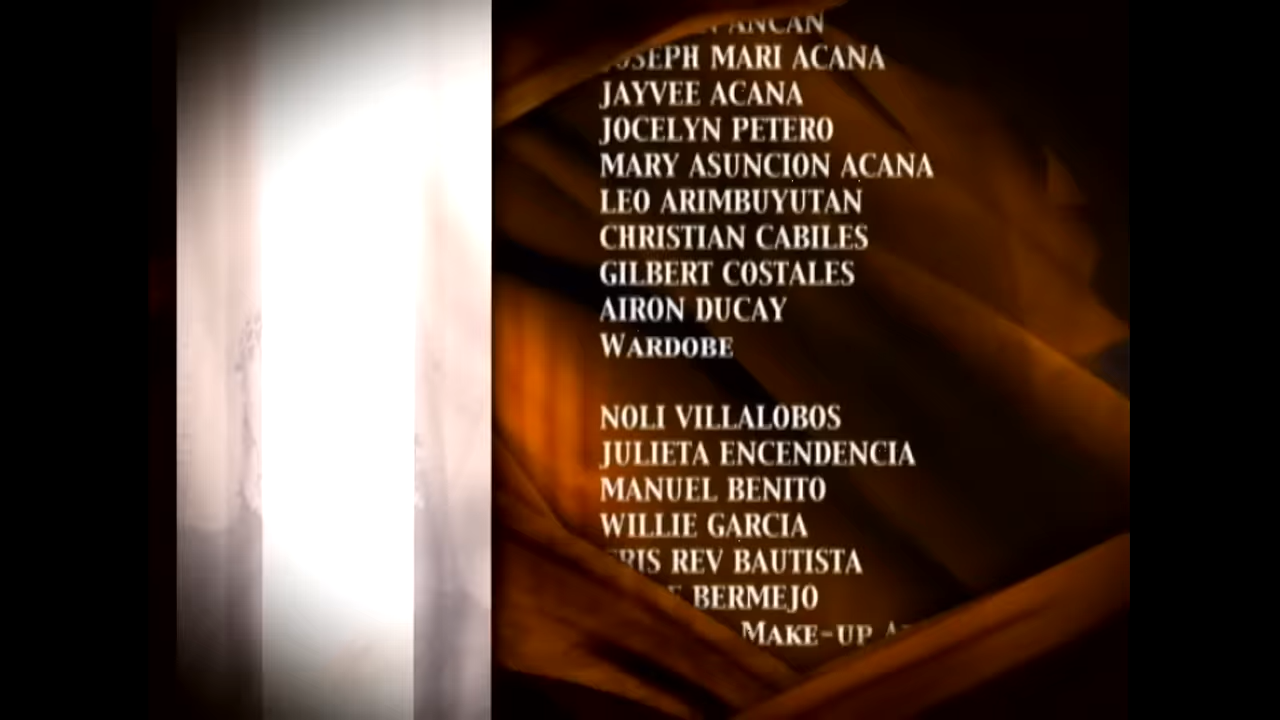 ANCAN
JOSEPH MARI ACANA
JAYVEE ACANA
JOCELYN PETERO
MARY ASUNCION ACANA
LEO ARIMBUYUTAN
CHRISTIAN CABILES
GILBERT COSTALES
AIRON DUCAY
WARDOBE
NOLI VILLALOBOS
JULIETA ENCENDENCIA
MANUEL BENITO
WILLIE GARCIA
REV BAUTISTA
BERMEJO
MAKE-UP